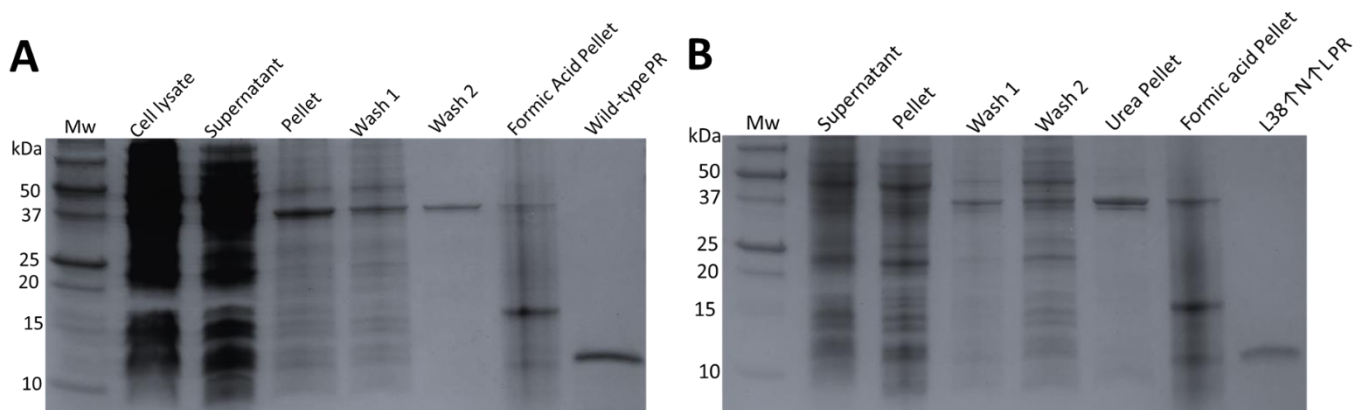 A
Mw
Cell lysate
Supernatant
Pellet
Wash 1
Wash 2
Formic Acid Pellet
Wild-type PR
kDa
50
37
25
20
15
10
B
Mw
Supernatant
Pellet
Wash 1
Wash 2
Urea Pellet
Formic acid Pellet
L38↑N↑L PR
kDa
50
37
25
20
15
10